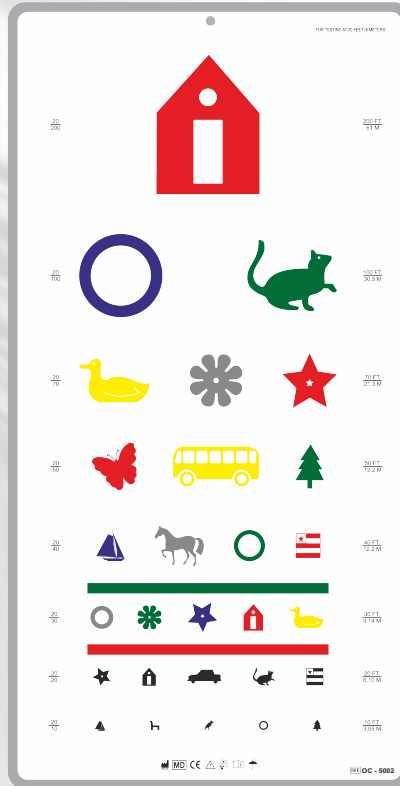 FOR TESTING AT 20 FEET (6 METERS)
20
200
200 FT
61 M
20
100
100 FT
30.5 M
20
70
70 FT
21.3 M
20
50
50 FT
15.2 M
20
40
40 FT
12.2 M
20
30
30 FT
9.14 M
20
20
20 FT
6.10 M
20
10
10 FT
3.05 M
MD CE
REF OC - 5002